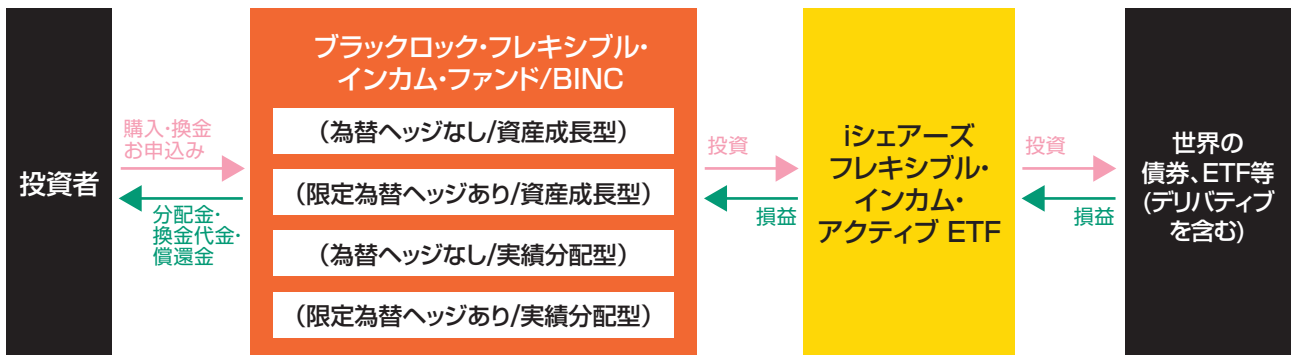 投資者
購入・換金
お申込み
分配金・
換金代金・
償還金
ブラックロック・フレキシブル・
インカム・ファンド/BINC
(為替ヘッジなし/資産成長型)
(限定為替ヘッジあり/資産成長型)
(為替ヘッジなし/実績分配型)
(限定為替ヘッジあり/実績分配型)
投資
損益
iシェアーズ
フレキシブル・
インカム・
アクティブ ETF
投資
損益
世界の
債券、ETF等
(デリバティブ
を含む)